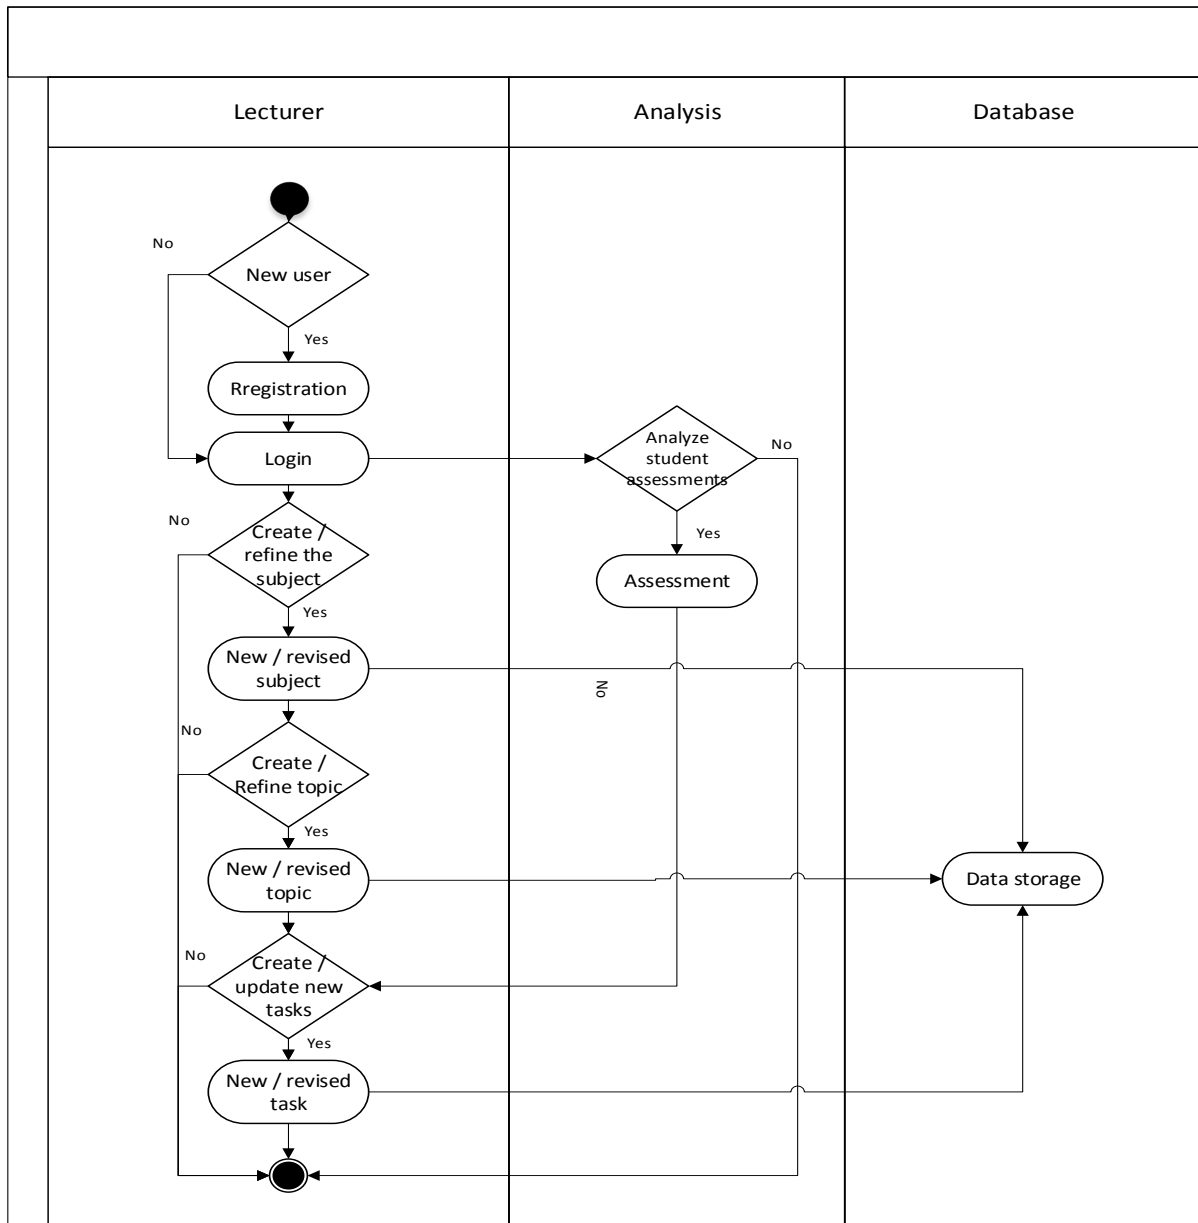 Lecturer
Analysis
Database
No
New user
Yes
Rregistration
Login
Analyze
student
assessments
No
Yes
Assessment
No
Create /
refine the
subject
Yes
New / revised
subject
No
No
Create /
Refine topic
Yes
New / revised
topic
Data storage
No
Create /
update new
tasks
Yes
New / revised
task